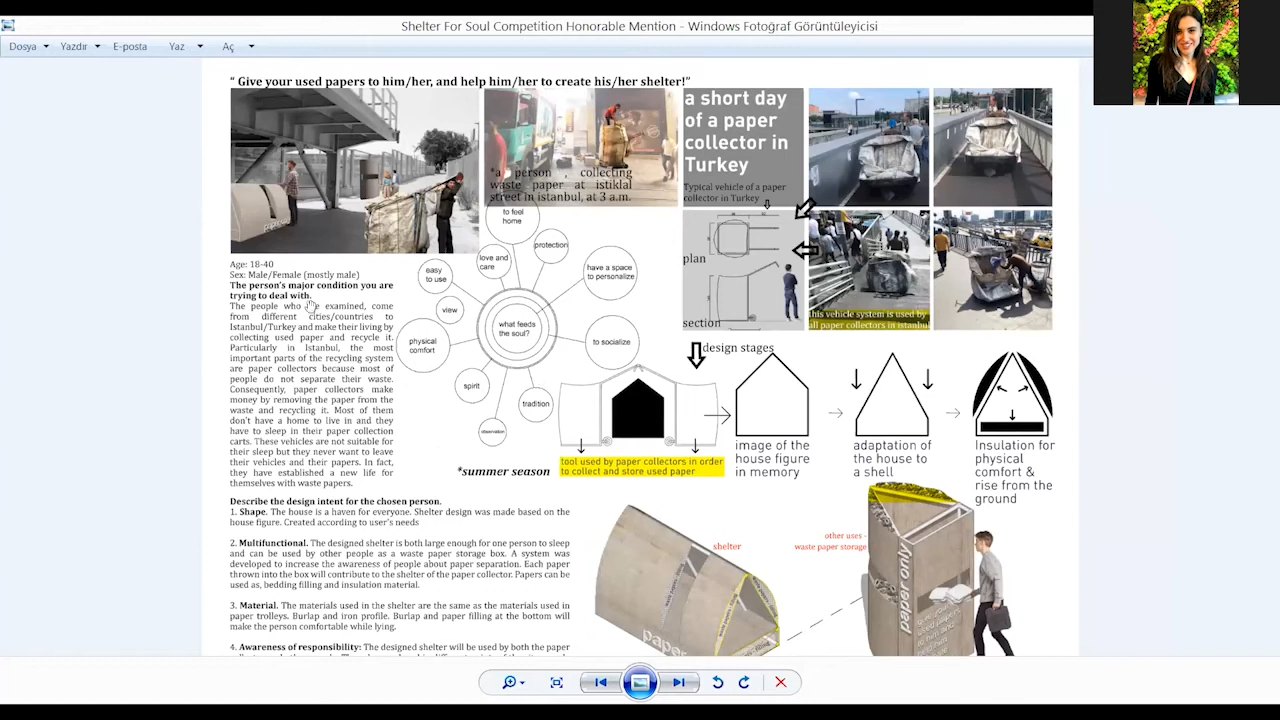 Shelter For Soul Competition Honorable Mention - Windows Fotoğraf Görüntüleyicisi
Dosya Yazdır E-posta Yaz Aç
“ Give your used papers to him/her, and help him/her to create his/her shelter!”
*a person , collecting
waste paper at istiklal
street in istanbul, at 3 a.m.
a short day
of a paper
collector in
Turkey
Typical vehicle of a paper
collector in Turkey
plan
section
this vehicle system is used by
all paper collectors in istanbul
Age: 18-40
Sex: Male/Female (mostly male)
The person's major condition you are
trying to deal with.
The people who are examined, come
from different cities/countries to
Istanbul/Turkey and make their living by
collecting used paper and recycle it.
Particularly in Istanbul, the most
important parts of the recycling system
are paper collectors because most of
people do not separate their waste.
Consequently, paper collectors make
money by removing the paper from the
waste and recycling it. Most of them
don't have a home to live in and they
have to sleep in their paper collection
carts. These vehicles are not suitable for
their sleep but they never want to leave
their vehicles and their papers. In fact,
they have established a new life for
themselves with waste papers.
to feel
home
protection
love and
care
easy
to use
have a space
to personalize
view
what feeds
the soul?
physical
comfort
to socialize
spirit
tradition
observation
design stages
*summer season
tool used by paper collectors in order
to collect and store used paper
image of the
house figure
in memory
adaptation of
the house to
a shell
Insulation for
physical
comfort &
rise from the
ground
Describe the design intent for the chosen person.
1. Shape. The house is a haven for everyone. Shelter design was made based on the
house figure. Created according to user's needs
2. Multifunctional. The designed shelter is both large enough for one person to sleep
and can be used by other people as a waste paper storage box. A system was
developed to increase the awareness of people about paper separation. Each paper
thrown into the box will contribute to the shelter of the paper collector. Papers can be
used as, bedding filling and insulation material.
3. Material. The materials used in the shelter are the same as the materials used in
paper trolleys. Burlap and iron profile. Burlap and paper filling at the bottom will
make the person comfortable while lying.
4. Awareness of responsibility: The designed shelter will be used by both the paper
shelter
other uses -
waste paper storage
paper only
paper